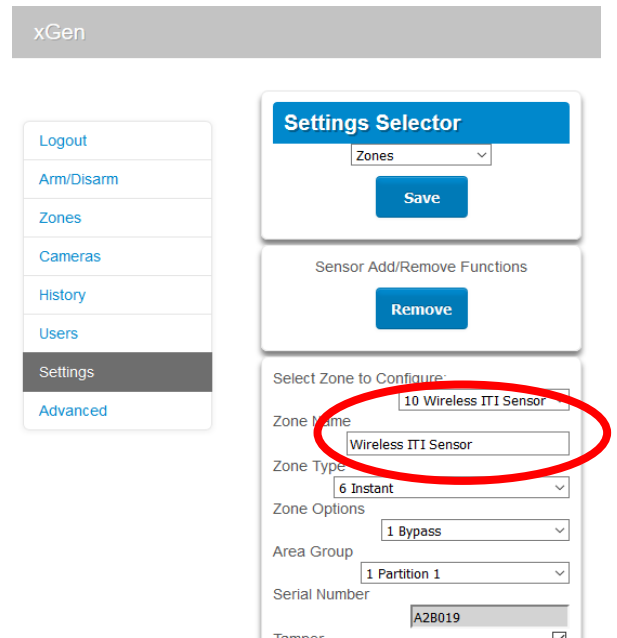 xGen
Logout
Arm/Disarm
Zones
Cameras
History
Users
Settings
Advanced
Settings Selector
Zones
Save
Sensor Add/Remove Functions
Remove
Select Zone to Configure:
10 Wireless ITI Sensor
Zone Name
Wireless ITI Sensor
Zone Type
6 Instant
Zone Options
1 Bypass
Area Group
1 Partition 1
Serial Number
A2B019
Tamper